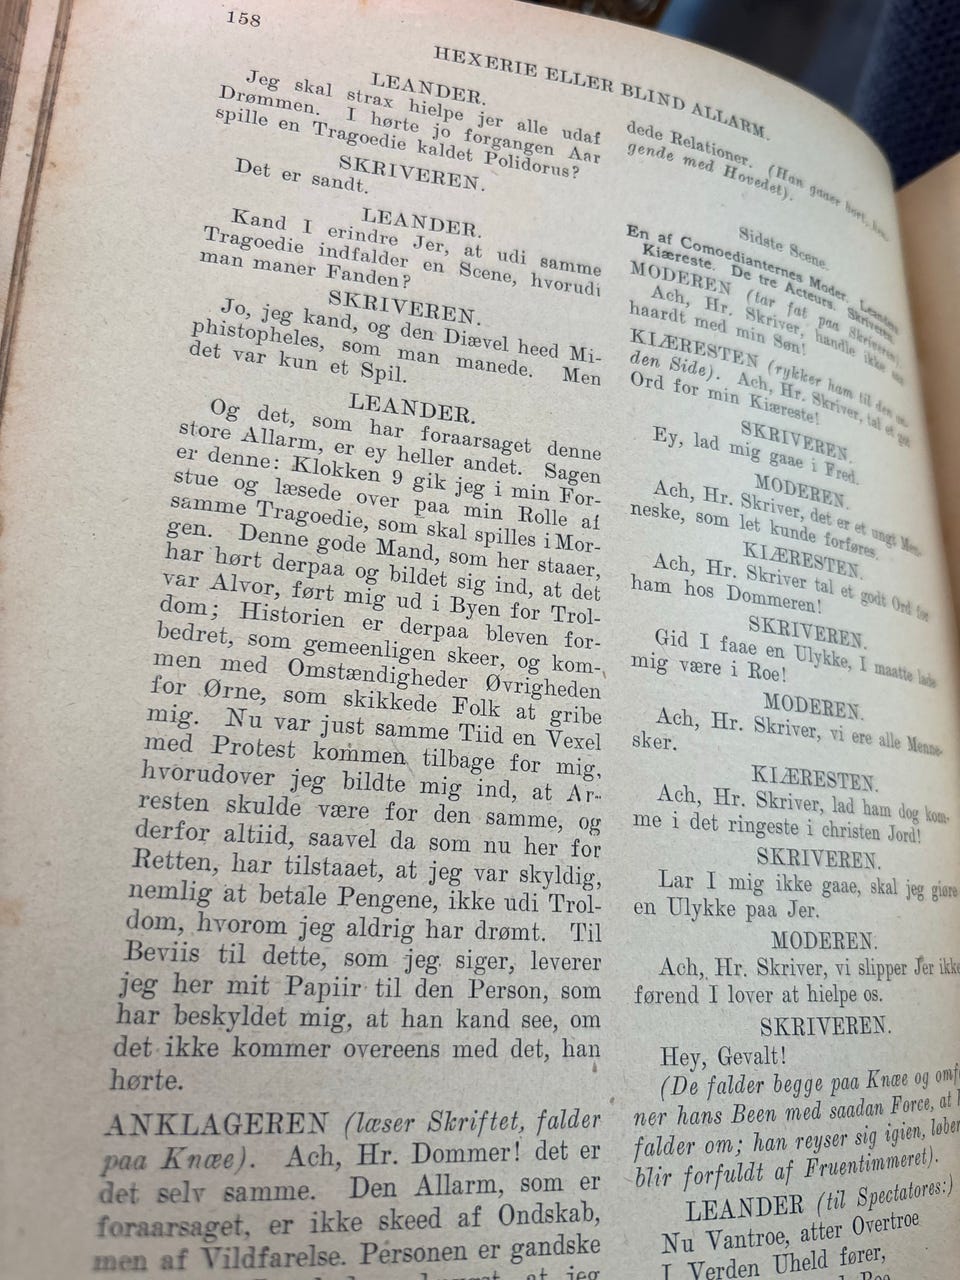 158
HEXERIE ELLER BLIND ALLARM.
LEANDER.
Jeg skal strax hielpe jer alle udaf
Drømmen. I hørte jo forgangen Aar
spille en Tragoedie kaldet Polidorus?
SKRIVEREN.
Det er sandt.
LEANDER.
Kand I erindre Jer, at udi samme
Tragoedie indfalder en Scene, hvorudi
man maner Fanden?
SKRIVEREN.
Jo, jeg kand, og den Diævel heed Mi-
phistopheles, som man manede. Men
det var kun et Spil.
LEANDER.
Og det, som har foraarsaget denne
store Allarm, er ey heller andet. Sagen
er denne: Klokken 9 gik jeg i min For-
stue og læsede over paa min Rolle af
samme Tragoedie, som skal spilles i Mor-
gen. Denne gode Mand, som her staaer,
har hørt derpaa og bildet sig ind, at det
var Alvor, ført mig ud i Byen for Trol-
dom; Historien er derpaa bleven for-
bedret, som gemeenligen skeer, og kom-
men med Omstændigheder Øvrigheden
for Ørne, som skikkede Folk at gribe
mig. Nu var just samme Tiid en Vexel
med Protest kommen tilbage for mig,
hvorudover jeg bildte mig ind, at Ar-
resten skulde være for den samme, og
derfor altiid, saavel da som nu her for
Retten, har tilstaaet, at jeg var skyldig,
nemlig at betale Pengene, ikke udi Trol-
dom, hvorom jeg aldrig har drømt. Til
Beviis til dette, som jeg siger, leverer
jeg her mit Papiir til den Person, som
har beskyldet mig, at han kand see, om
det ikke kommer overeens med det, han
hørte.
ANKLAGEREN (læser Skriftet, falder
paa Knæe). Ach, Hr. Dommer! det er
det selv samme. Den Allarm, som er
foraarsaget, er ikke skeed af Ondskab,
men af Vildfarelse. Personen er gandske
at jeg
dede Relationer. (Han gaaer bort,
gende med Hovedet).
Sidste Scene.
En af Comoedianternes Moder. Leanders
Kiæreste. De tre Acteurs. Skriveren.
MODEREN (tar fat paa Skriveren).
Ach, Hr. Skriver, handle ikke saa
haardt med min Søn!
KIÆRESTEN (rykker ham til den
den Side). Ach, Hr. Skriver, tal et got
Ord for min Kiæreste!
SKRIVEREN.
Ey, lad mig gaae i Fred.
MODEREN.
Ach, Hr. Skriver, det er et ungt Men-
neske, som let kunde forføres.
KIÆRESTEN.
Ach, Hr. Skriver tal et godt Ord for
ham hos Dommeren!
SKRIVEREN.
Gid I faae en Ulykke, I maatte lade
mig være i Roe!
MODEREN.
Ach, Hr. Skriver, vi ere alle Menne-
sker.
KIÆRESTEN.
Ach, Hr. Skriver, lad ham dog kom-
me i det ringeste i christen Jord!
SKRIVEREN.
Lar I mig ikke gaae, skal jeg giøre
en Ulykke paa Jer.
MODEREN.
Ach, Hr. Skriver, vi slipper Jer ikke
førend I lover at hielpe os.
SKRIVEREN.
Hey, Gevalt!
(De falder begge paa Knæe og
ner hans Been med saadan Force, at
falder om; han reyser sig igien, løber
blir forfuldt af Fruentimmeret).
LEANDER (til Spectatores:)
Nu Vantroe, atter Overtroe
I Verden Uheld fører,